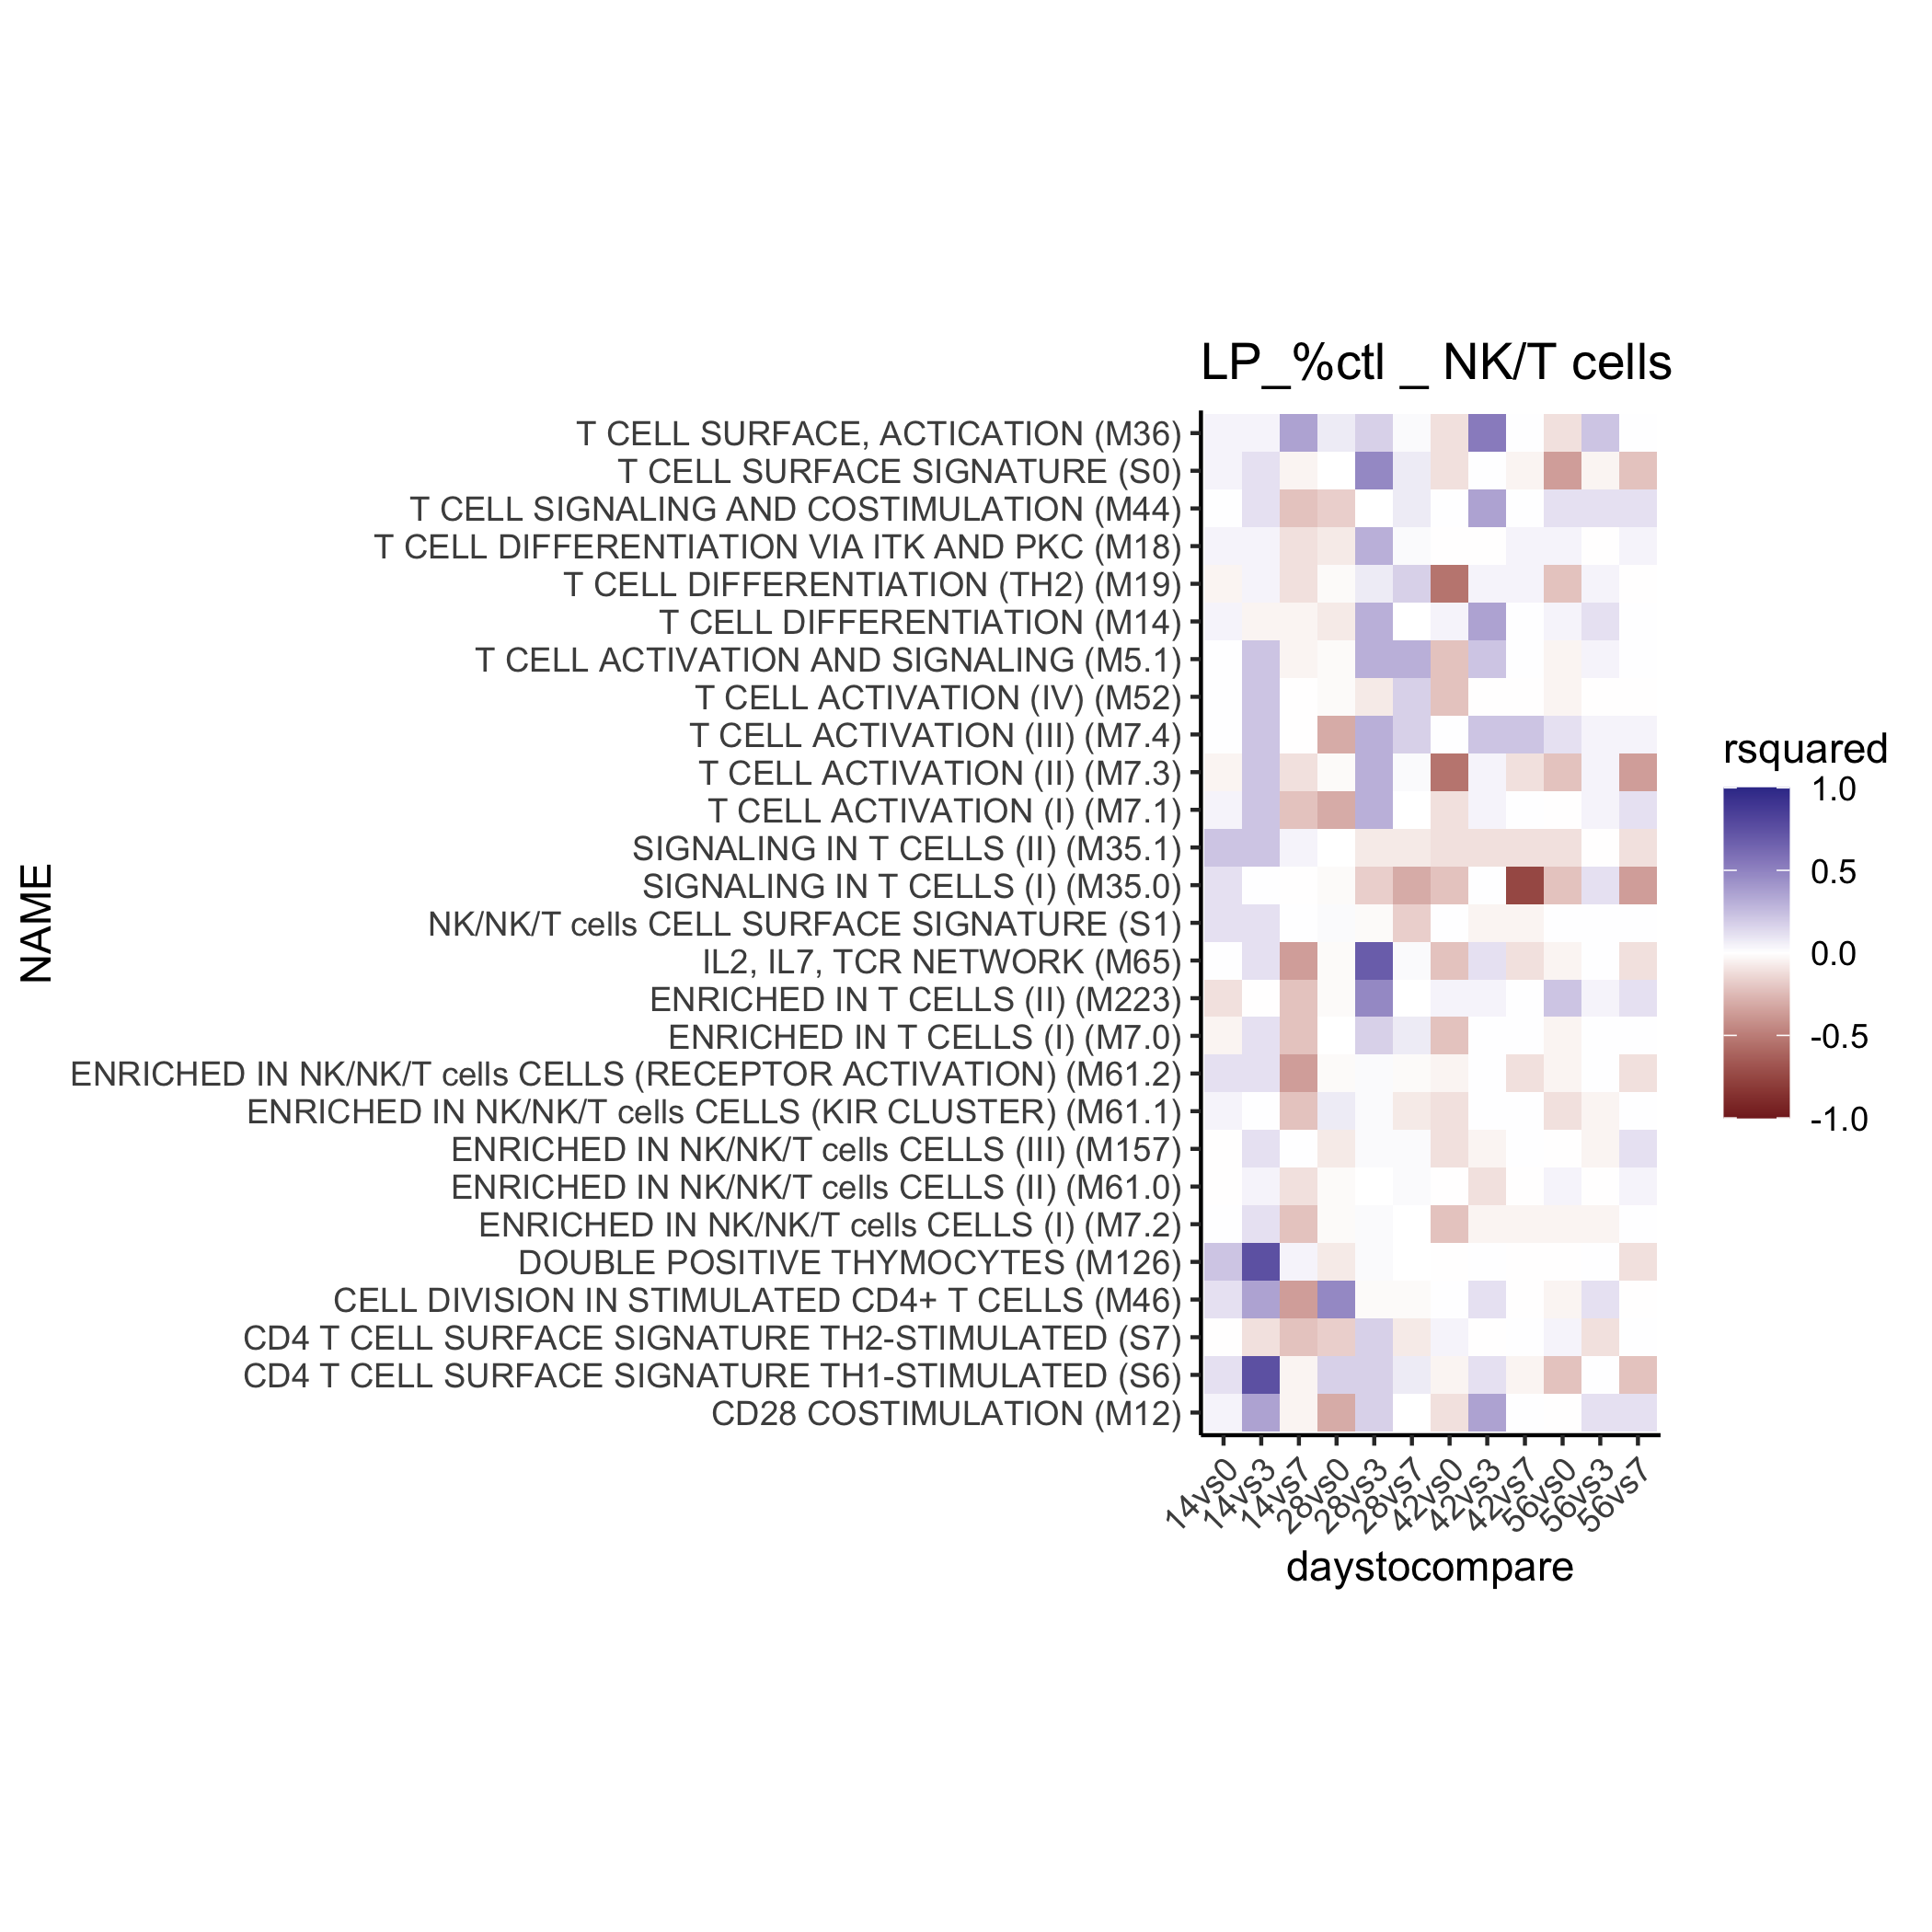 LP_%ctl _ NK/T cells
NAME
T CELL SURFACE, ACTICATION (M36)
T CELL SURFACE SIGNATURE (S0)
T CELL SIGNALING AND COSTIMULATION (M44)
T CELL DIFFERENTIATION VIA ITK AND PKC (M18)
T CELL DIFFERENTIATION (TH2) (M19)
T CELL DIFFERENTIATION (M14)
T CELL ACTIVATION AND SIGNALING (M5.1)
T CELL ACTIVATION (IV) (M52)
T CELL ACTIVATION (III) (M7.4)
T CELL ACTIVATION (II) (M7.3)
T CELL ACTIVATION (I) (M7.1)
SIGNALING IN T CELLS (II) (M35.1)
SIGNALING IN T CELLS (I) (M35.0)
NK/NK/T cells CELL SURFACE SIGNATURE (S1)
IL2, IL7, TCR NETWORK (M65)
ENRICHED IN T CELLS (II) (M223)
ENRICHED IN T CELLS (I) (M7.0)
ENRICHED IN NK/NK/T cells CELLS (RECEPTOR ACTIVATION) (M61.2)
ENRICHED IN NK/NK/T cells CELLS (KIR CLUSTER) (M61.1)
ENRICHED IN NK/NK/T cells CELLS (III) (M157)
ENRICHED IN NK/NK/T cells CELLS (II) (M61.0)
ENRICHED IN NK/NK/T cells CELLS (I) (M7.2)
DOUBLE POSITIVE THYMOCYTES (M126)
CELL DIVISION IN STIMULATED CD4+ T CELLS (M46)
CD4 T CELL SURFACE SIGNATURE TH2-STIMULATED (S7)
CD4 T CELL SURFACE SIGNATURE TH1-STIMULATED (S6)
CD28 COSTIMULATION (M12)
14vs0
14vs3
14vs7
28vs0
28vs3
28vs7
42vs0
42vs3
42vs7
56vs0
56vs3
56vs7
daystocompare
rsquared
1.0
0.5
0.0
-0.5
-1.0